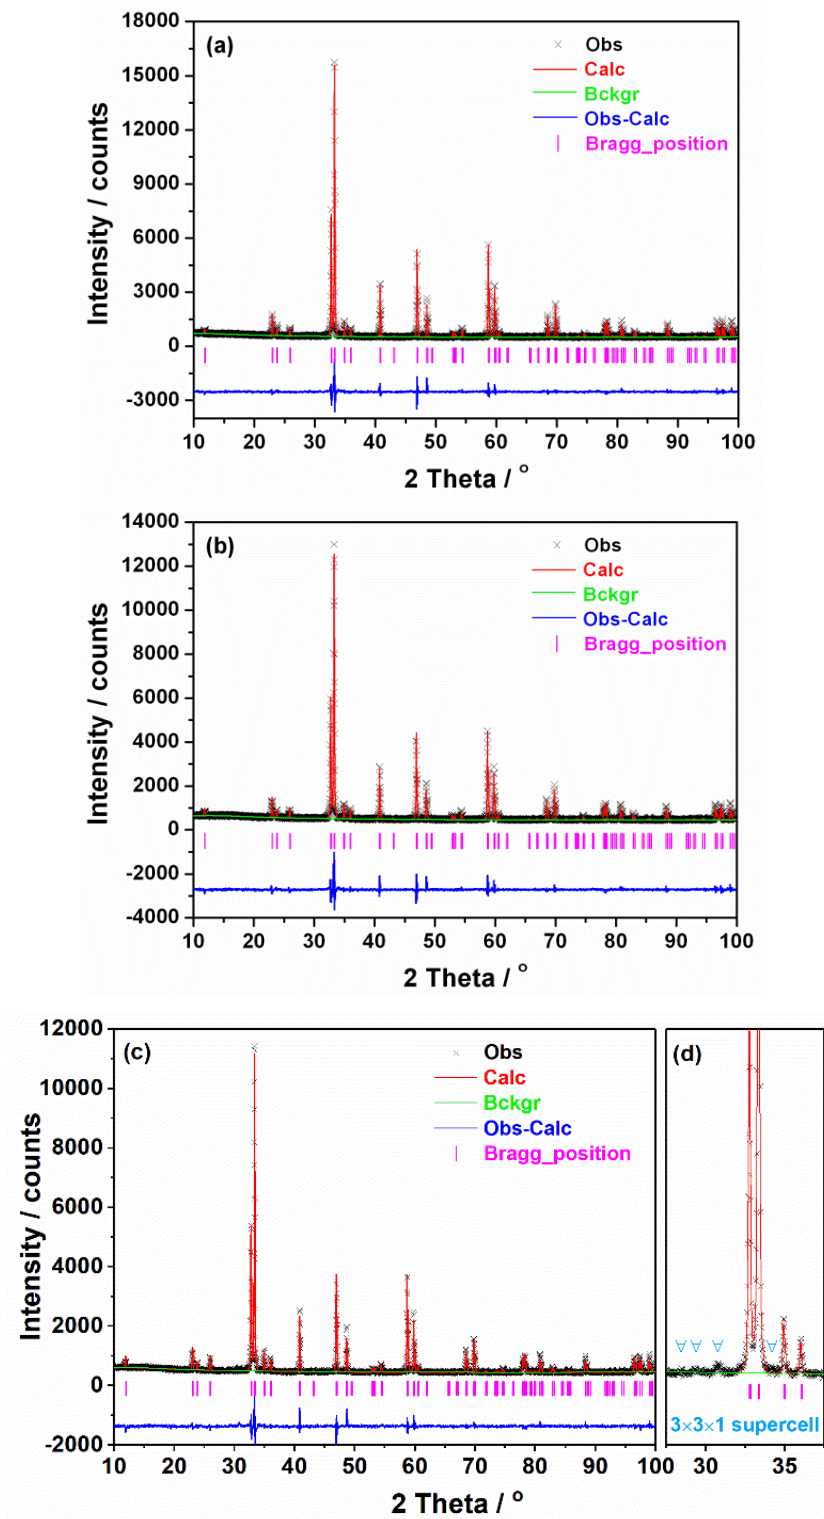 (a)
Obs
Calc
Bckgr
Obs-Calc
Bragg_position
18000
15000
12000
9000
6000
3000
0
-3000
Intensity / counts
10 20 30 40 50 60 70 80 90 100
2 Theta / °
(b)
Obs
Calc
Bckgr
Obs-Calc
Bragg_position
14000
12000
10000
8000
6000
4000
2000
0
-2000
-4000
Intensity / counts
10 20 30 40 50 60 70 80 90 100
2 Theta / °
(c)
Obs
Calc
Bckgr
Obs-Calc
Bragg_position
12000
10000
8000
6000
4000
2000
0
-2000
Intensity / counts
10 20 30 40 50 60 70 80 90 100
2 Theta / °
(d)
3×3×1 supercell
30 35